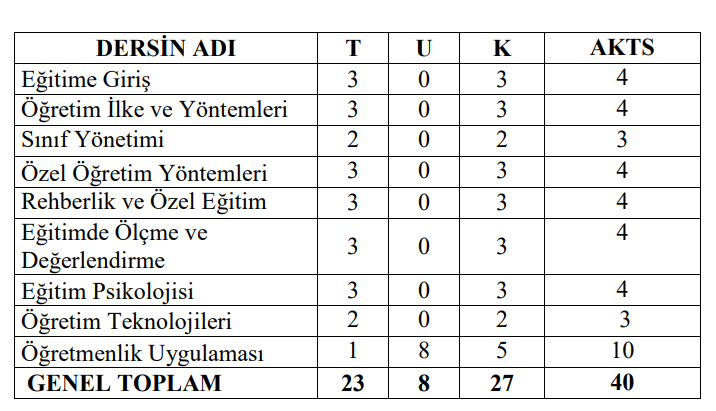 DERSİN ADI T U K AKTS
Eğitime Giriş 3 0 3 4
Öğretim İlke ve Yöntemleri 3 0 3 4
Sınıf Yönetimi 2 0 2 3
Özel Öğretim Yöntemleri 3 0 3 4
Rehberlik ve Özel Eğitim 3 0 3 4
Eğitimde Ölçme ve
Değerlendirme 3 0 3 4
Eğitim Psikolojisi 3 0 3 4
Öğretim Teknolojileri 2 0 2 3
Öğretmenlik Uygulaması 1 8 5 10
GENEL TOPLAM 23 8 27 40